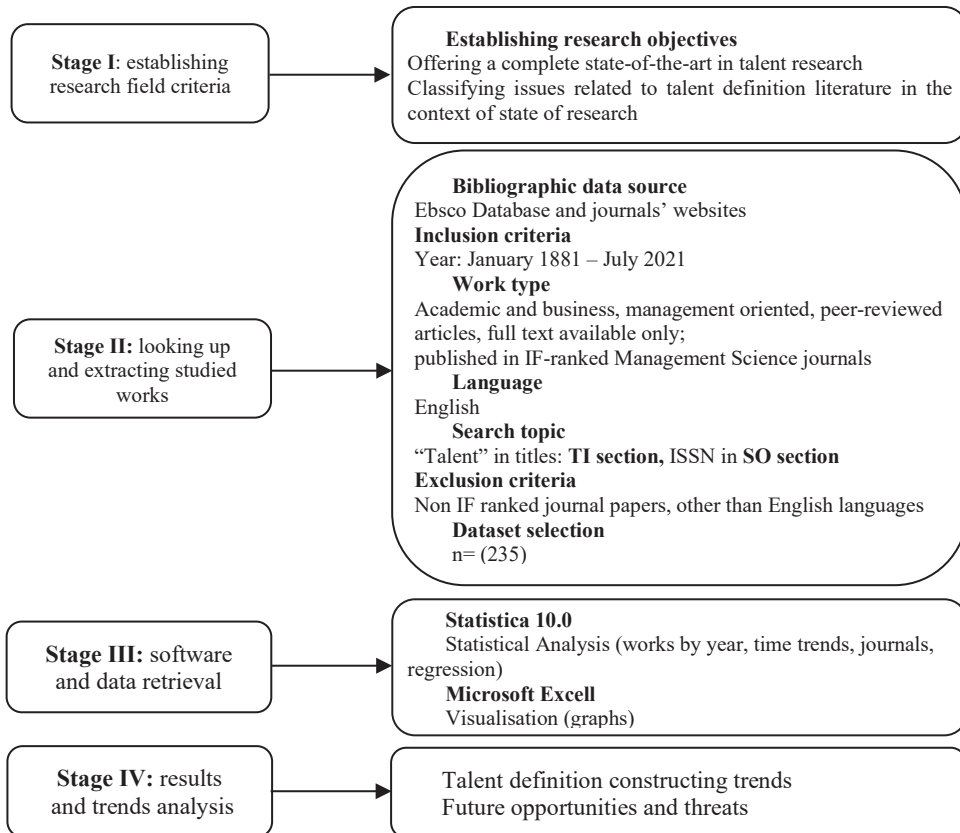 Stage I: establishing
research field criteria
Establishing research objectives
Offering a complete state-of-the-art in talent research
Classifying issues related to talent definition literature in the
context of state of research
Stage II: looking up
and extracting studied
works
Bibliographic data source
Ebsco Database and journals’ websites
Inclusion criteria
Year: January 1881 – July 2021
Work type
Academic and business, management oriented, peer-reviewed
articles, full text available only;
published in IF-ranked Management Science journals
Language
English
Search topic
“Talent” in titles: TI section, ISSN in SO section
Exclusion criteria
Non IF ranked journal papers, other than English languages
Dataset selection
n= (235)
Stage III: software
and data retrieval
Statistica 10.0
Statistical Analysis (works by year, time trends, journals,
regression)
Microsoft Excell
Visualisation (graphs)
Stage IV: results
and trends analysis
Talent definition constructing trends
Future opportunities and threats